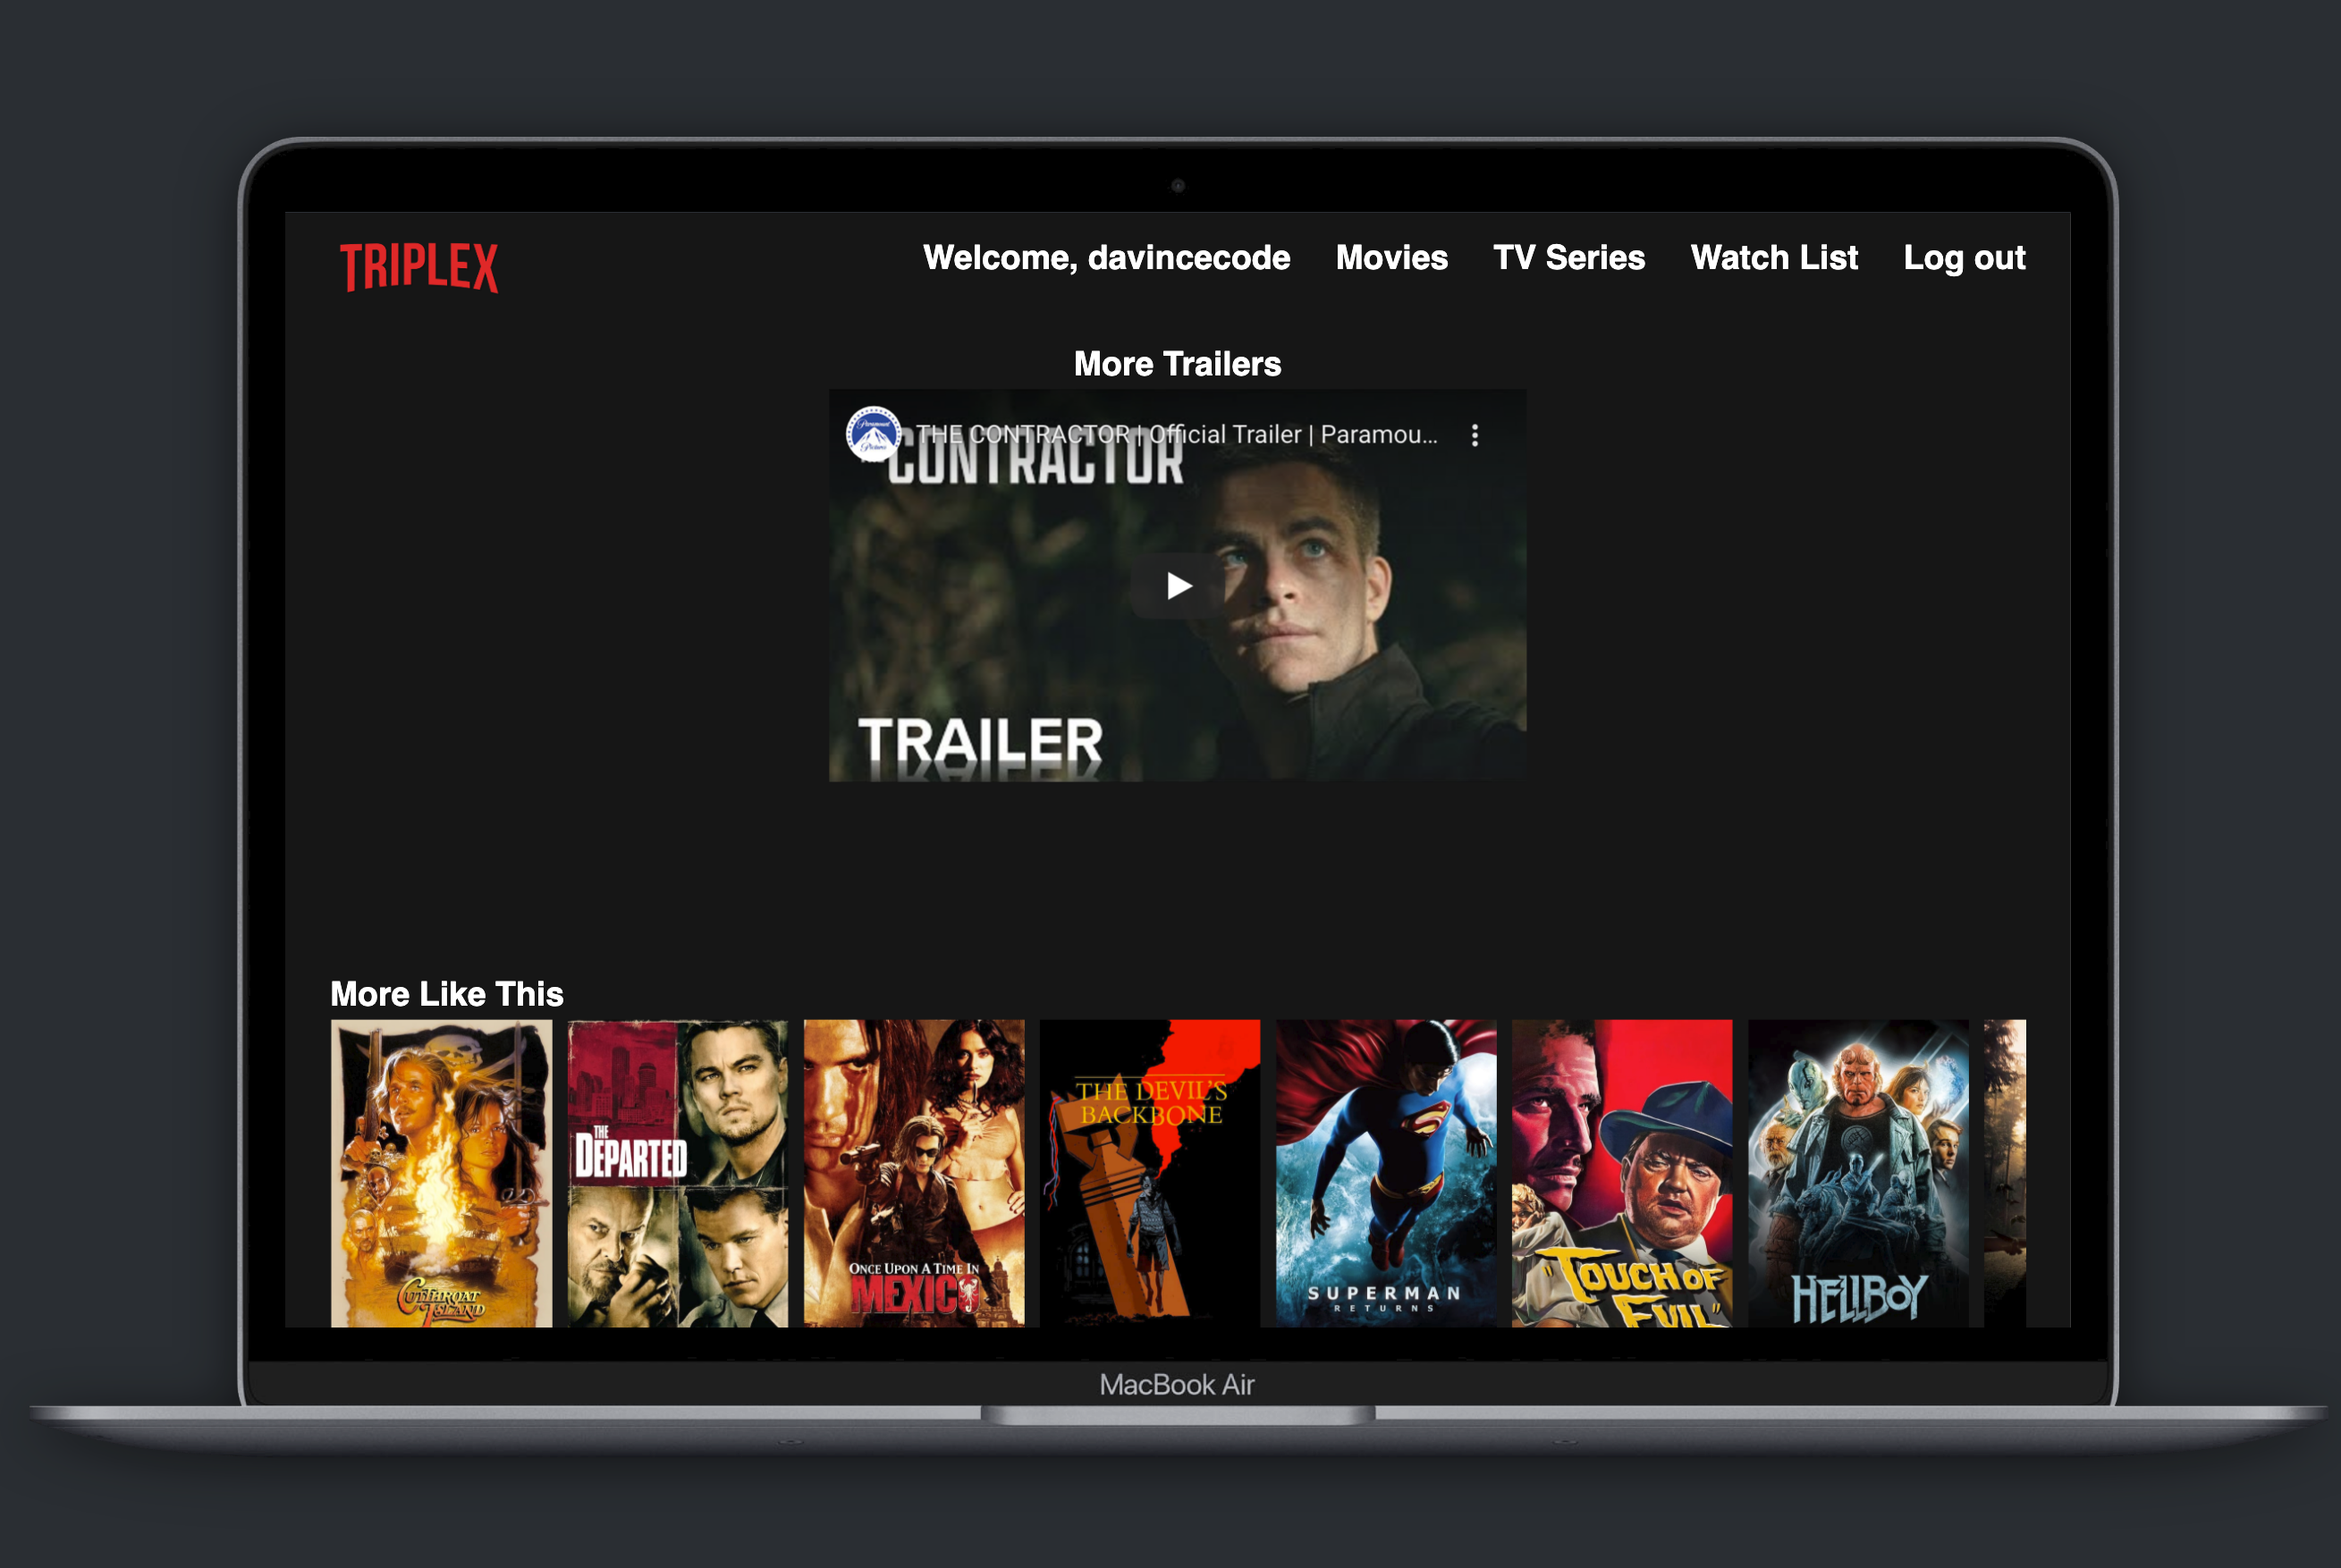 TRIPLEX
Welcome, davincecode Movies TV Series Watch List Log out
More Trailers
THE CONTRACTOR | Official Trailer | Paramou...
Paramount
Pictures
CONTRACTOR
TRAILER
More Like This
CUTTHROAT
ISLAND
THE
DEPARTED
ONCE UPON A TIME IN
MEXICO
THE DEVIL'S
BACKBONE
SUPERMAN
RETURNS
"TOUCH OF
EVIL"
HELLBOY
MacBook Air